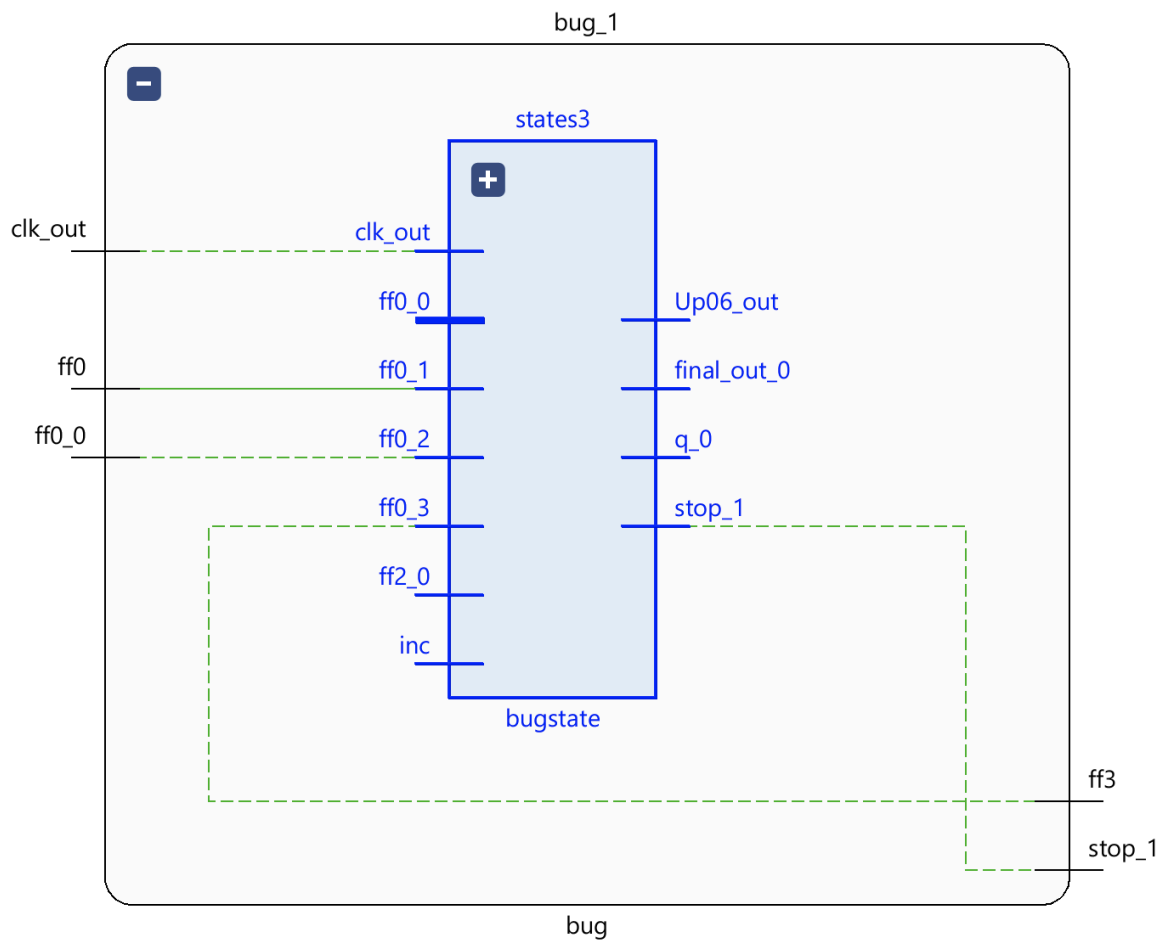 bug_1
states3
clk_out
clk_out
ff0_0
Up06_out
ff0
ff0_1
final_out_0
ff0_0
ff0_2
q_0
ff0_3
stop_1
ff2_0
inc
bugstate
ff3
stop_1
bug